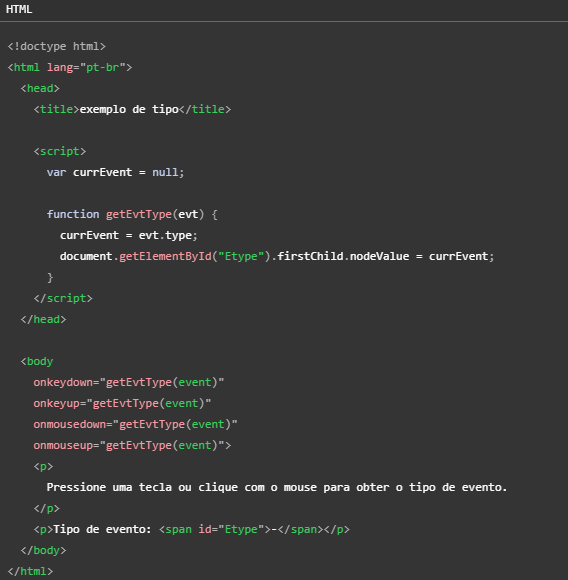 HTML
<!doctype html>
<html lang="pt-br">
  <head>
    <title>exemplo de tipo</title>

    <script>
      var currEvent = null;

      function getEvtType(evt) {
        currEvent = evt.type;
        document.getElementById("Etype").firstChild.nodeValue = currEvent;
      }
    </script>
  </head>

  <body
    onkeydown="getEvtType(event)"
    onkeyup="getEvtType(event)"
    onmousedown="getEvtType(event)"
    onmouseup="getEvtType(event)">
    <p>
      Pressione uma tecla ou clique com o mouse para obter o tipo de evento.
    </p>
    <p>Tipo de evento: <span id="Etype">-</span></p>
  </body>
</html>